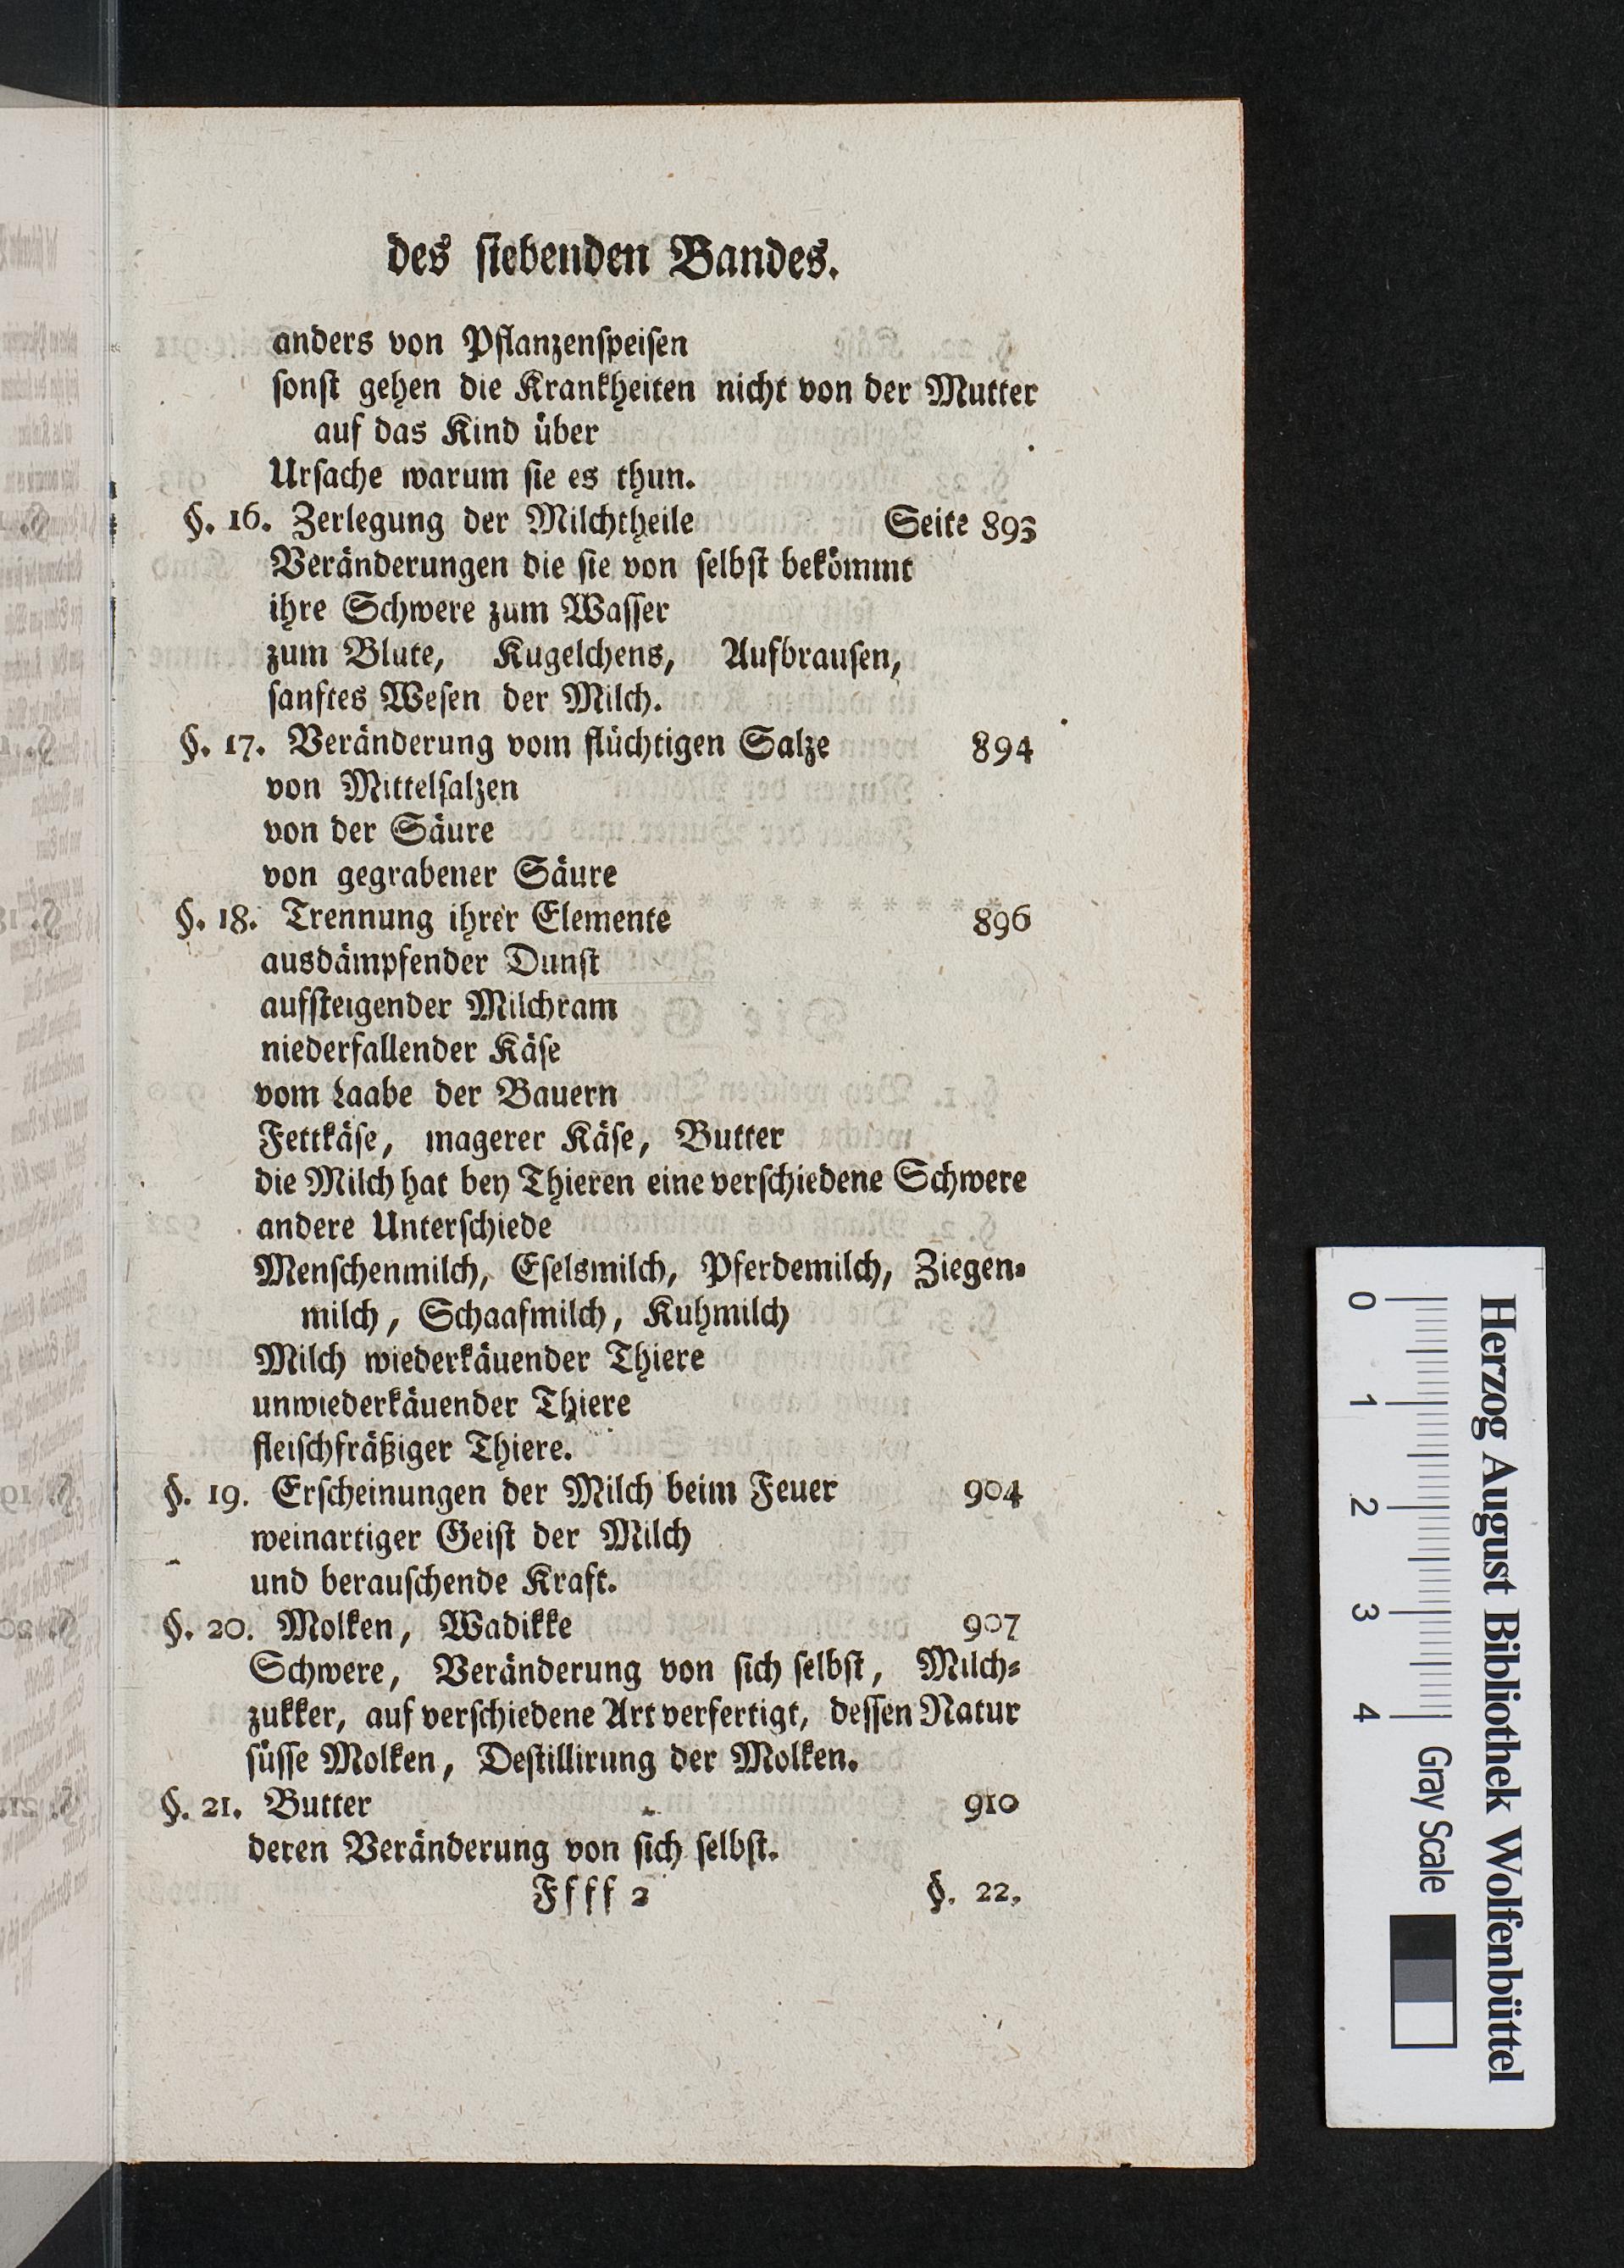 des ſiebenden Bandes.
anders von Pflanzenſpeiſen
ſonſt gehen die Krankheiten nicht von der Mutter
auf das Kind über
Urſache warum ſie es thun.
§. 16. Zerlegung der Milchtheile Seite 893
Veränderungen die ſie von ſelbſt bekömmt
ihre Schwere zum Waſſer
zum Blute, Kugelchens, Aufbrauſen,
ſanftes Weſen der Milch.
§. 17. Veränderung vom flüchtigen Salze 894
von Mittelſalzen
von der Säure
von gegrabener Säure
§. 18. Trennung ihrer Elemente 896
ausdämpfender Dunſt
aufſteigender Milchram
niederfallender Käſe
vom Laabe der Bauern
Fettkäſe, magerer Käſe, Butter
die Milch hat bey Thieren eine verſchiedene Schwere
andere Unterſchiede
Menſchenmilch, Eſelsmilch, Pferdemilch, Ziegen⸗
milch, Schaafmilch, Kuhmilch
Milch wiederkäuender Thiere
unwiederkäuender Thiere
fleiſchfräßiger Thiere.
§. 19. Erſcheinungen der Milch beim Feuer 904
weinartiger Geiſt der Milch
und berauſchende Kraft.
§. 20. Molken, Wadikke 907
Schwere, Veränderung von ſich ſelbſt, Milch⸗
zukker, auf verſchiedene Art verfertigt, deſſen Natur
ſüſſe Molken, Deſtillirung der Molken.
§. 21. Butter 910
deren Veränderung von ſich ſelbſt.
Ffff 2 §. 22.
Herzog August Bibliothek Wolfenbüttel
0 1 2 3 4 Gray Scale